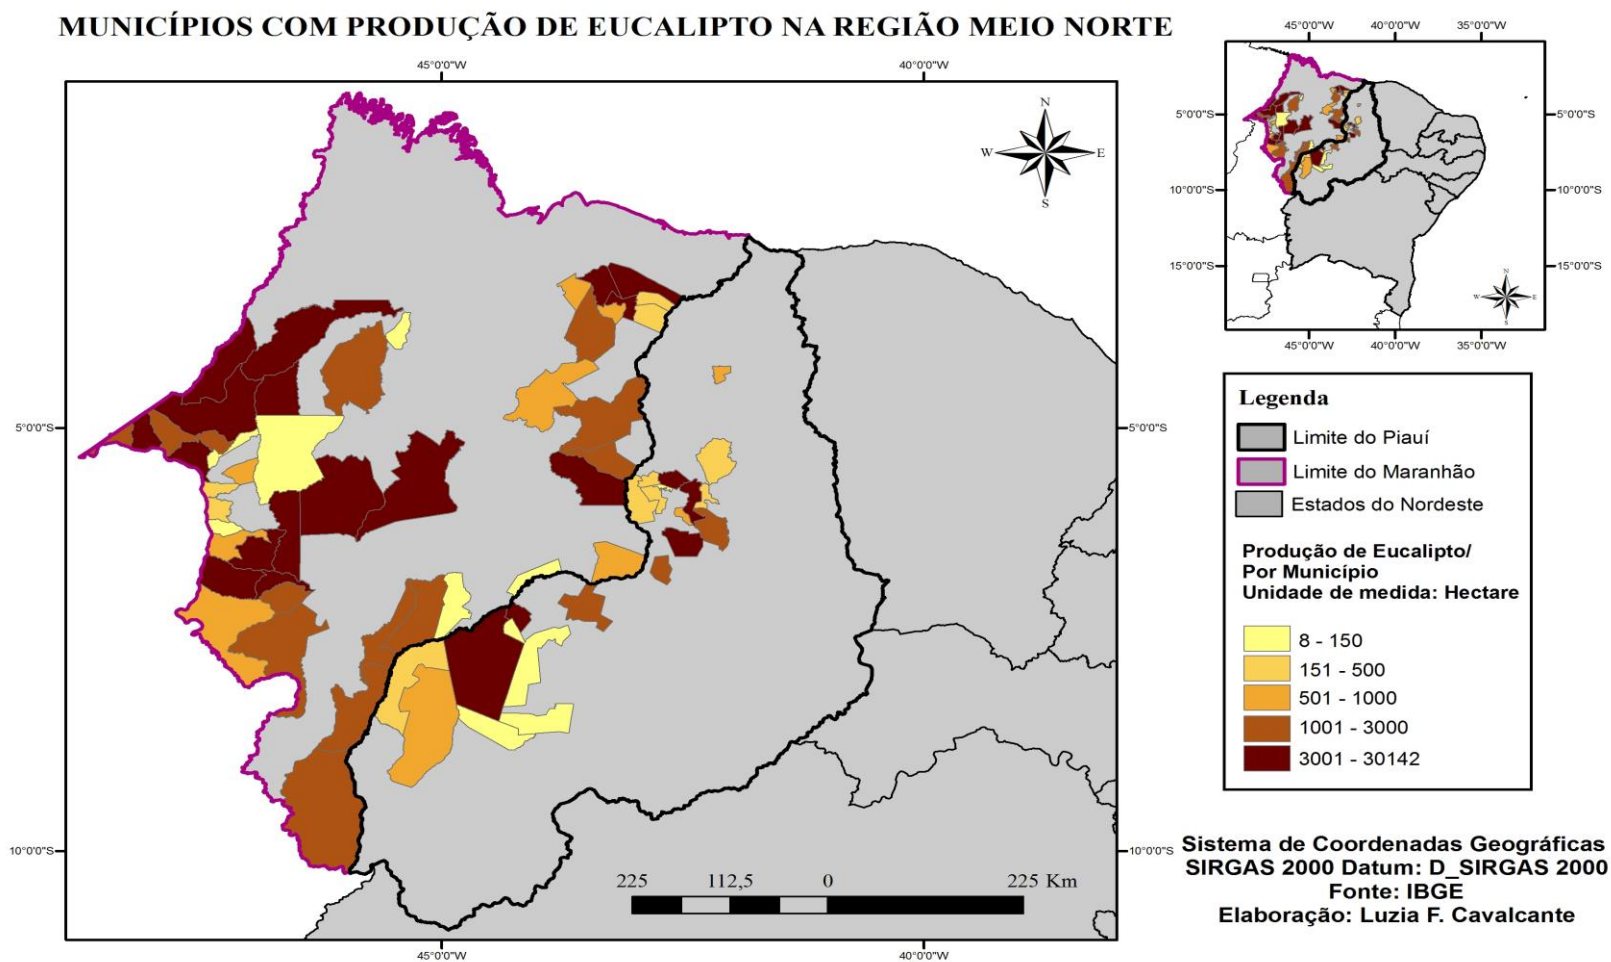 MUNICÍPIOS COM PRODUÇÃO DE EUCALIPTO NA REGIÃO MEIO NORTE
45°0'0"W 40°0'0"W
5°0'0"S 5°0'0"S
10°0'0"S 10°0'0"S
45°0'0"W 40°0'0"W
N
W E
S
225 112,5 0 225 Km
45°0'0"W 40°0'0"W 35°0'0"W
5°0'0"S 5°0'0"S
10°0'0"S 10°0'0"S
15°0'0"S 15°0'0"S
45°0'0"W 40°0'0"W 35°0'0"W
N
W E
S
Legenda
Limite do Piauí
Limite do Maranhão
Estados do Nordeste
Produção de Eucalipto/
Por Município
Unidade de medida: Hectare
8 - 150
151 - 500
501 - 1000
1001 - 3000
3001 - 30142
Sistema de Coordenadas Geográficas
SIRGAS 2000 Datum: D_SIRGAS 2000
Fonte: IBGE
Elaboração: Luzia F. Cavalcante